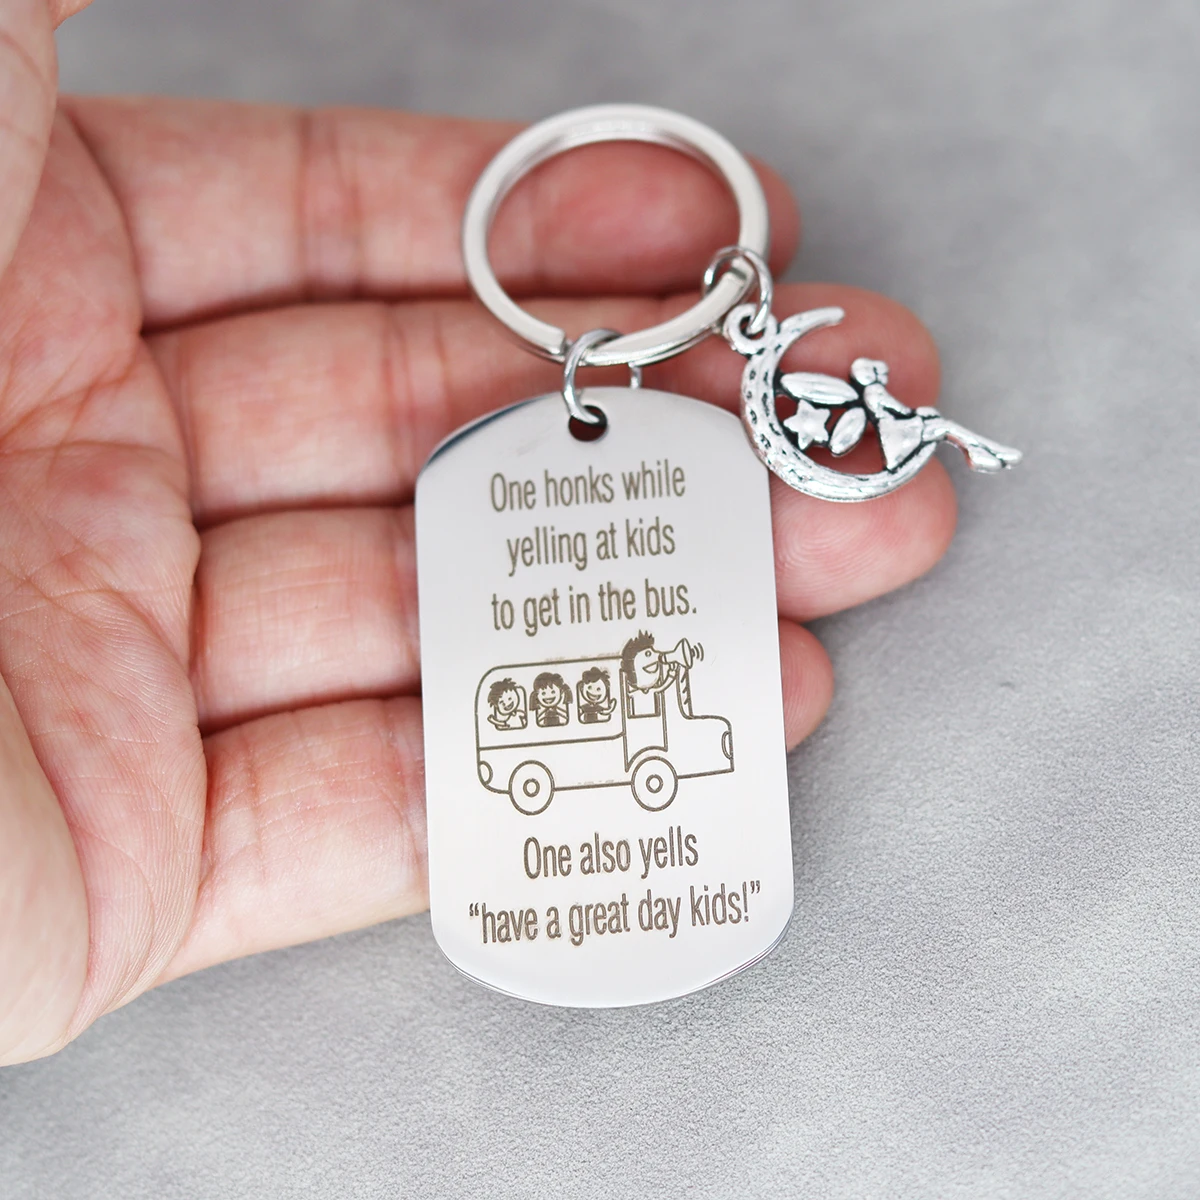 One honks while
yelling at kids
to get in the bus.
One also yells
“have a great day kids!”